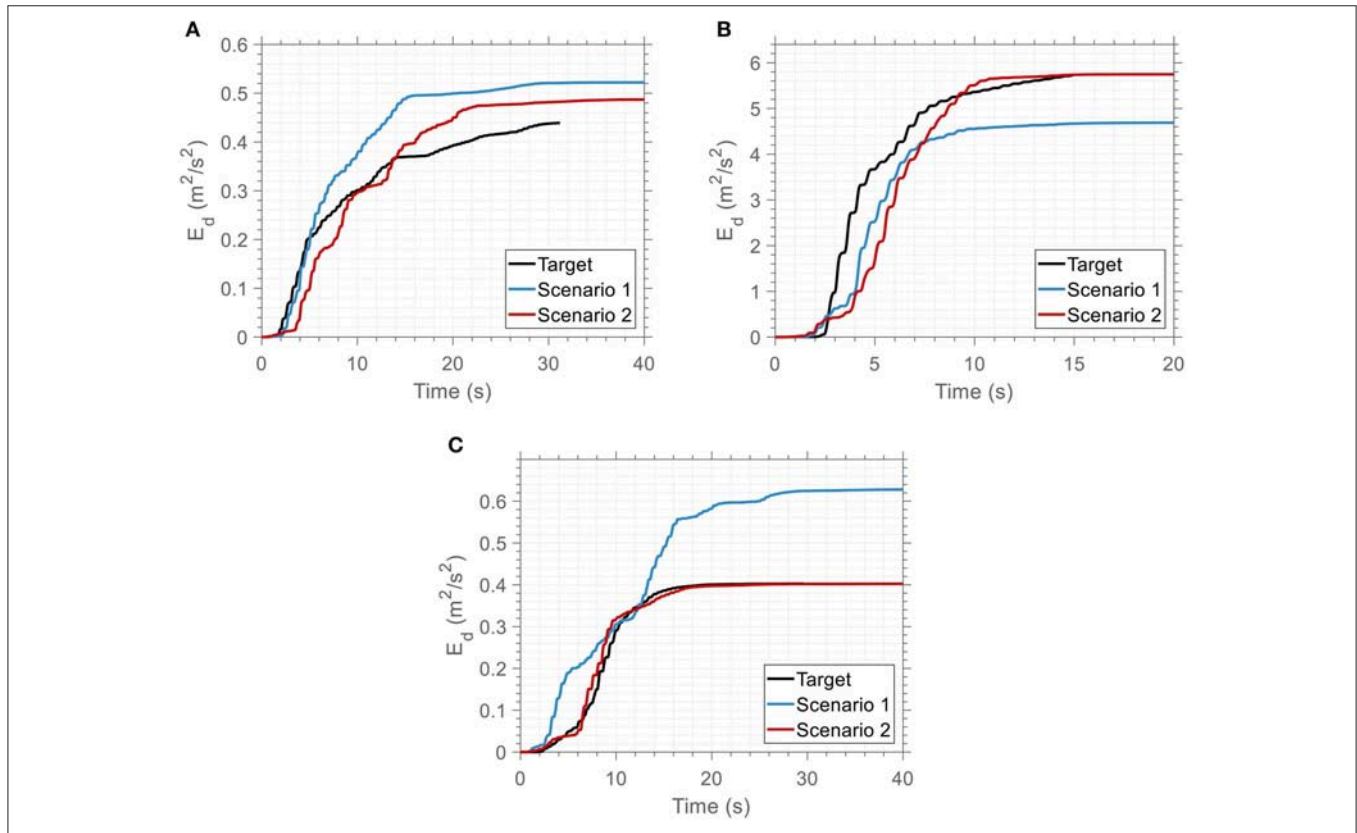 A
E_d (m^2/s^2)
0.6
0.5
0.4
0.3
0.2
0.1
0
Target
Scenario 1
Scenario 2
0 10 20 30 40
Time (s)
B
E_d (m^2/s^2)
6
5
4
3
2
1
0
Target
Scenario 1
Scenario 2
0 5 10 15 20
Time (s)
C
E_d (m^2/s^2)
0.6
0.5
0.4
0.3
0.2
0.1
0
Target
Scenario 1
Scenario 2
0 10 20 30 40
Time (s)